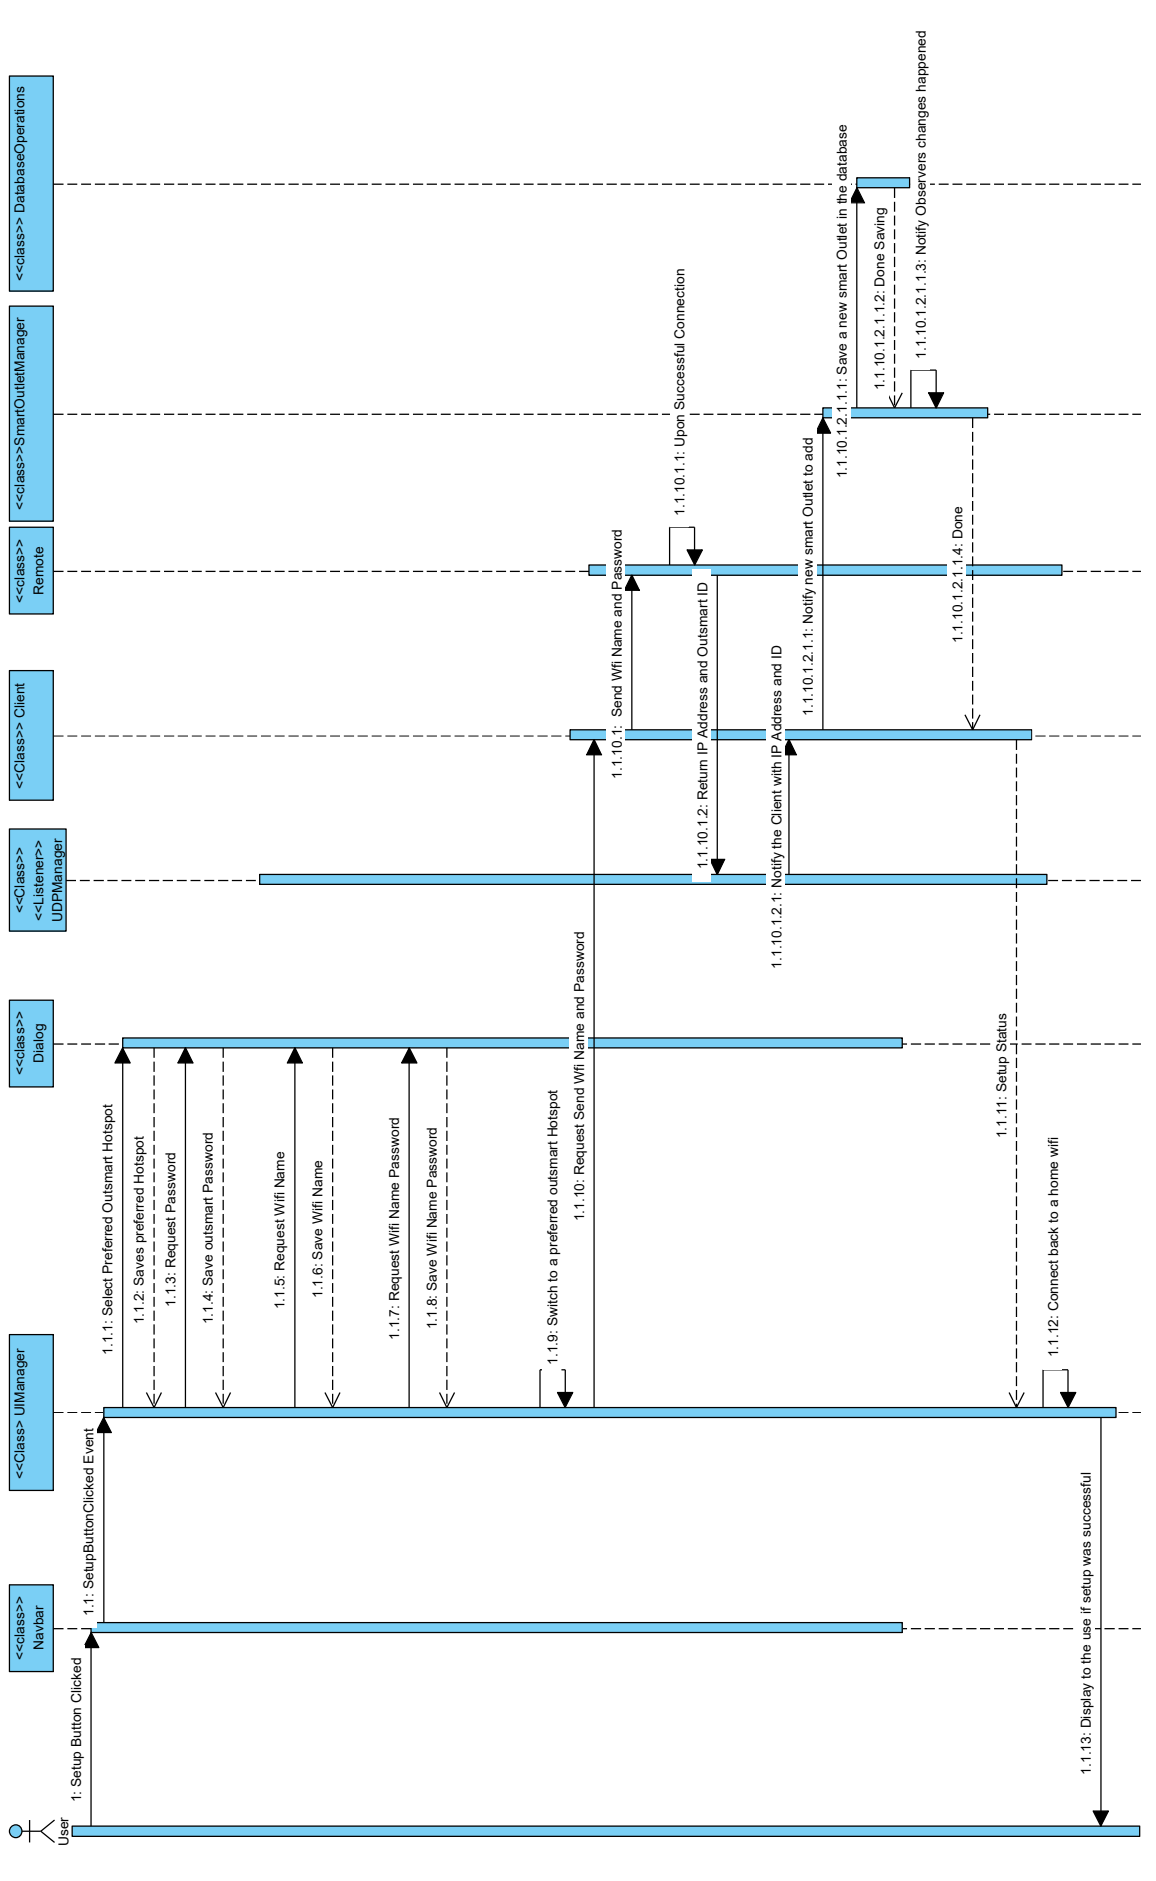 User
<<class>>
Navbar
<<Class> UIManager
<<class>>
Dialog
<<Class>>
<<Listener>>
UDPManager
<<Class>> Client
<<class>>
Remote
<<class>>SmartOutletManager
<<class>> DatabaseOperations
1: Setup Button Clicked
1.1: SetupButtonClicked Event
1.1.1: Select Preferred Outsmart Hotspot
1.1.2: Saves preferred Hotspot
1.1.3: Request Password
1.1.4: Save outsmart Password
1.1.5: Request Wifi Name
1.1.6: Save Wifi Name
1.1.7: Request Wifi Name Password
1.1.8: Save Wifi Name Password
1.1.9: Switch to a preferred outsmart Hotspot
1.1.10: Request Send Wfi Name and Password
1.1.10.1: Send Wfi Name and Password
1.1.10.1.1: Upon Successful Connection
1.1.10.1.2: Return IP Address and Outsmart ID
1.1.10.1.2.1: Notify the Client with IP Address and ID
1.1.10.1.2.1.1: Notify new smart Outlet to add
1.1.10.1.2.1.1.1: Save a new smart Outlet in the database
1.1.10.1.2.1.1.2: Done Saving
1.1.10.1.2.1.1.3: Notify Observers changes happened
1.1.10.1.2.1.1.4: Done
1.1.11: Setup Status
1.1.12: Connect back to a home wifi
1.1.13: Display to the use if setup was successful